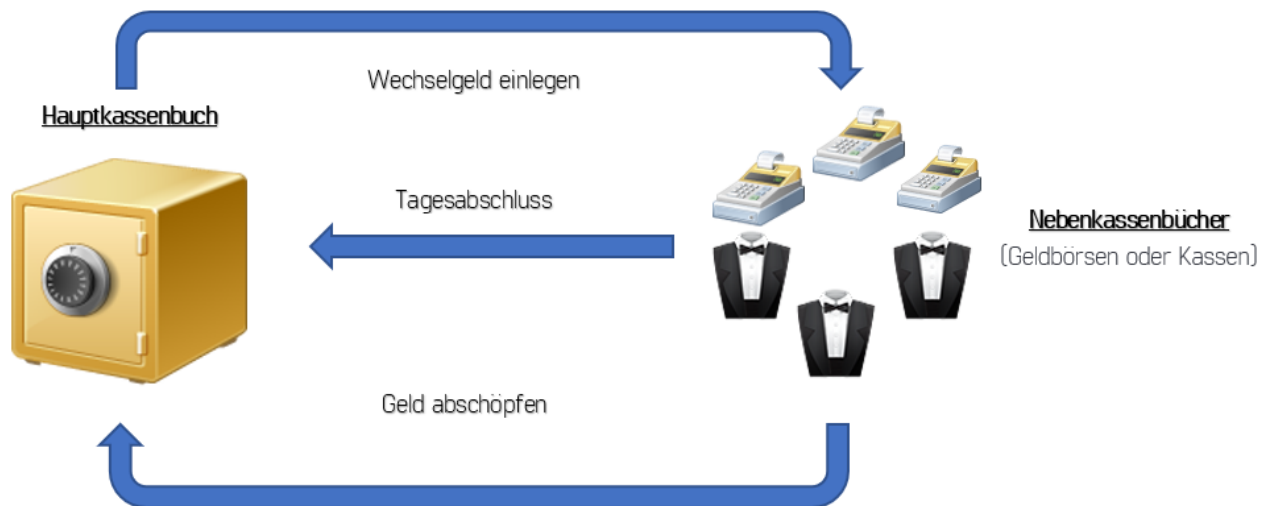 Wechselgeld einlegen
Hauptkassenbuch
Tagesabschluss
Nebenkassenbücher
(Geldbörsen oder Kassen)
Geld abschöpfen